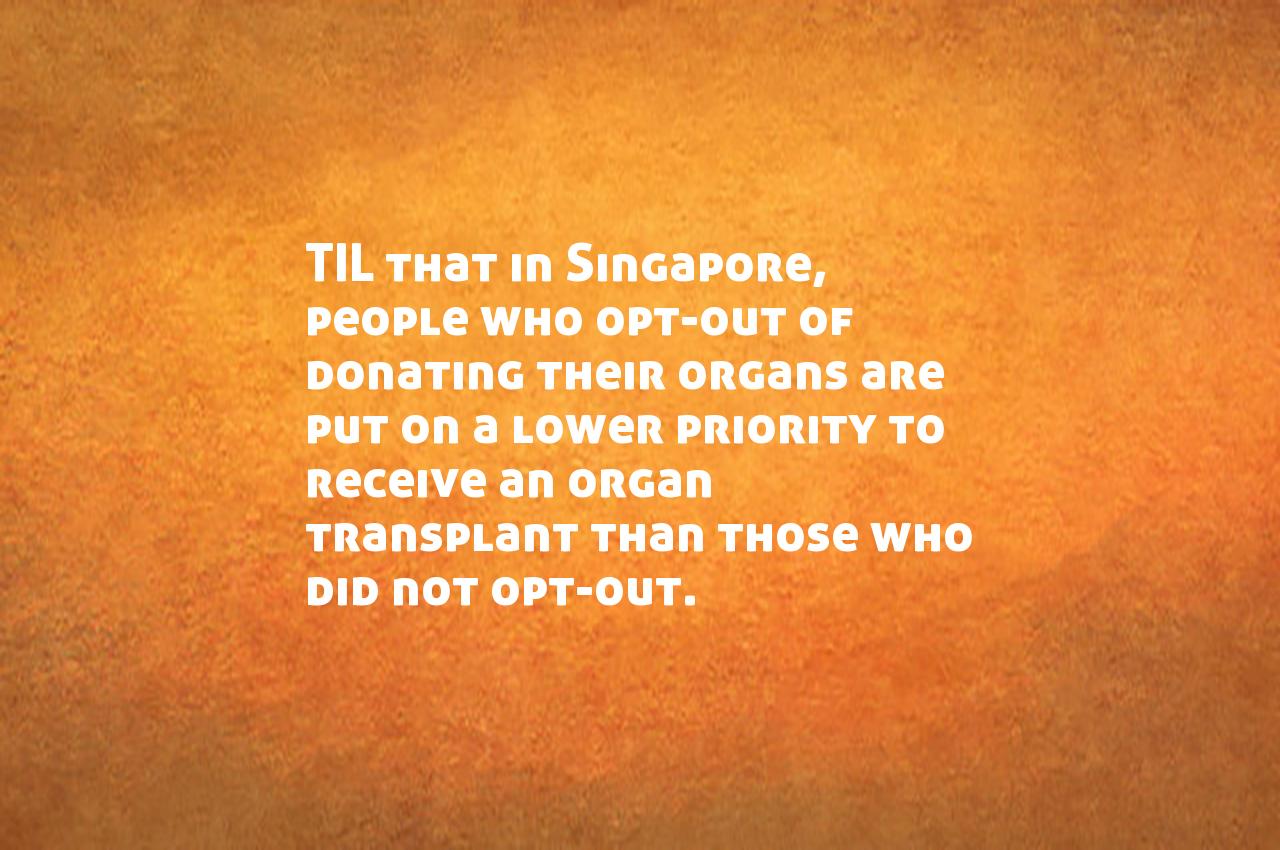 TIL that in Singapore,
people who opt-out of
donating their organs are
put on a lower priority to
receive an organ
transplant than those who
did not opt-out.